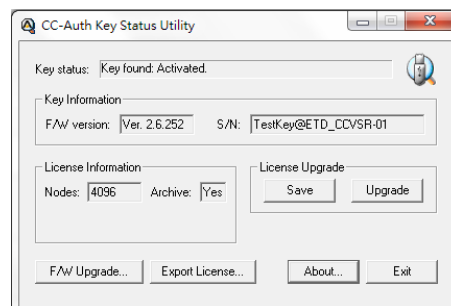 CC-Auth Key Status Utility
Key status: Key found: Activated.
Key Information
F/W version: Ver. 2.6.252 S/N: TestKey@ETD_CCVSR-01
License Information
Nodes: 4096 Archive: Yes
License Upgrade
Save Upgrade
F/W Upgrade... Export License... About... Exit